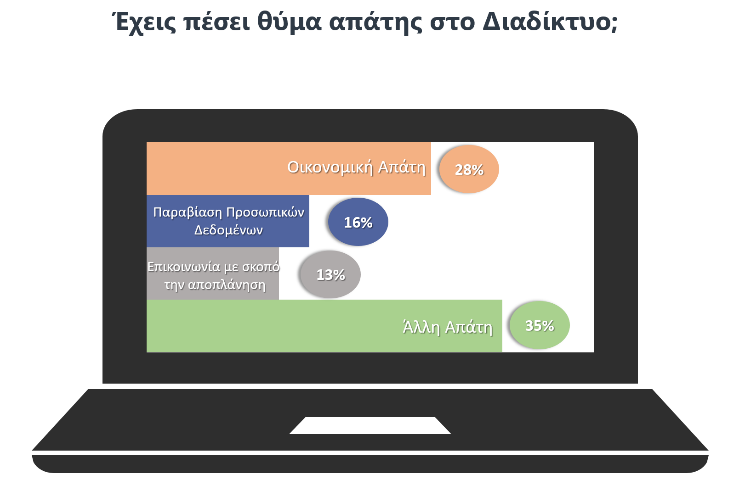 Έχεις πέσει θύμα απάτης στο Διαδίκτυο;
Οικονομική Απάτη
28%
Παραβίαση Προσωπικών
Δεδομένων
16%
Επικοινωνία με σκοπό
την αποπλάνηση
13%
Άλλη Απάτη
35%